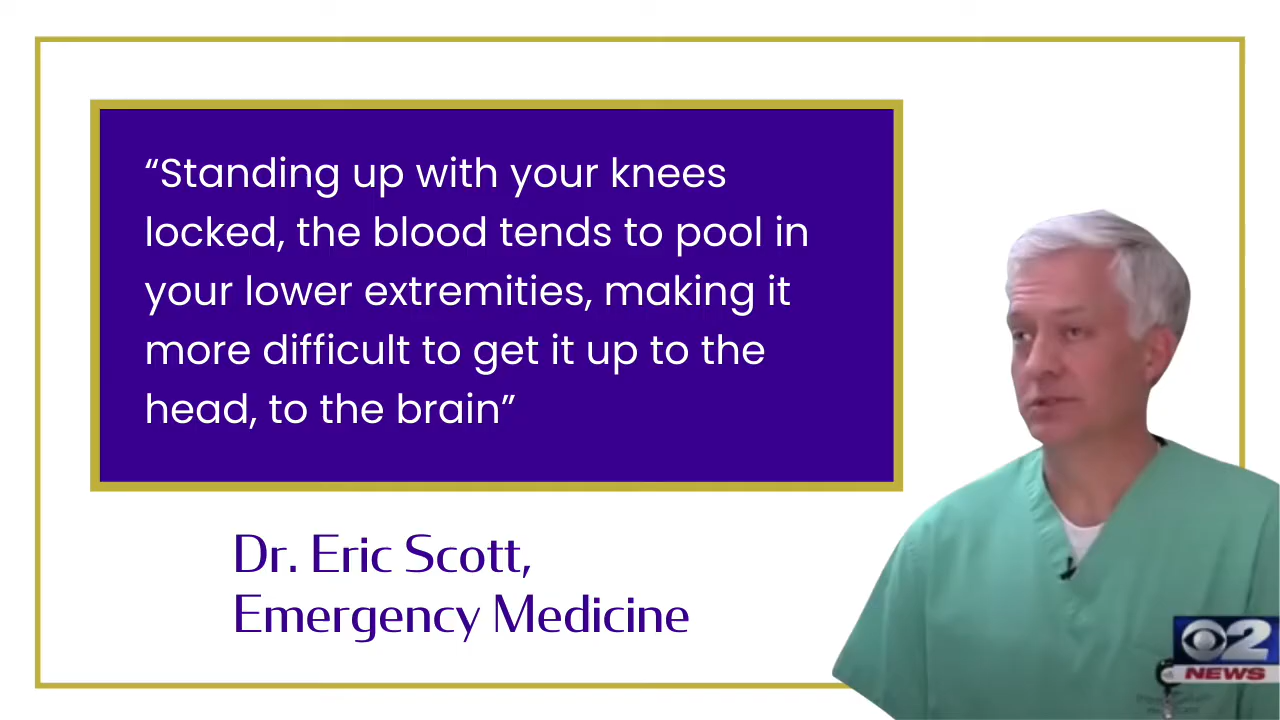 “Standing up with your knees
locked, the blood tends to pool in
your lower extremities, making it
more difficult to get it up to the
head, to the brain”
Dr. Eric Scott,
Emergency Medicine
2
NEWS